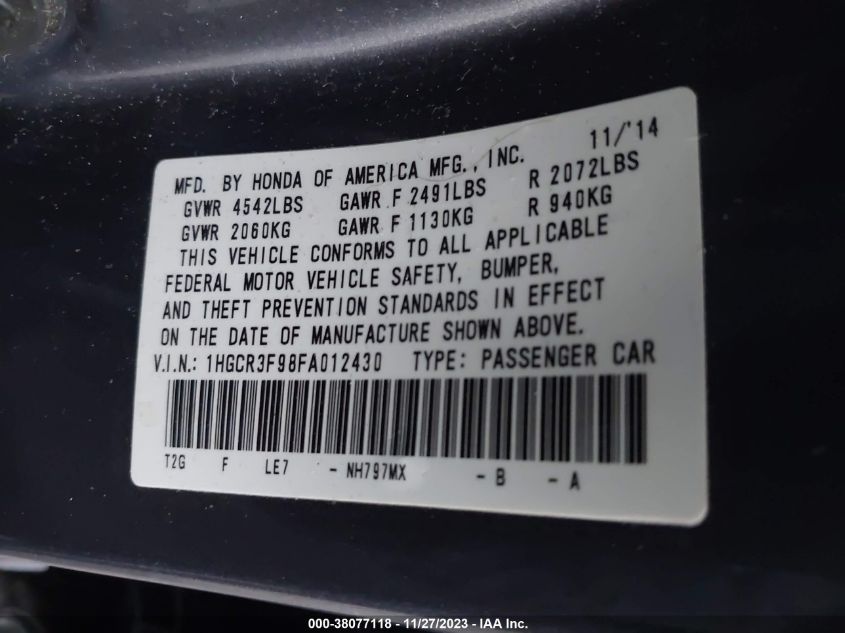 11/'14
MFD. BY HONDA OF AMERICA MFG., INC.
GVWR 4542LBS GAWR F 2491LBS R 2072LBS
GVWR 2060KG GAWR F 1130KG R 940KG
THIS VEHICLE CONFORMS TO ALL APPLICABLE
FEDERAL MOTOR VEHICLE SAFETY, BUMPER,
AND THEFT PREVENTION STANDARDS IN EFFECT
ON THE DATE OF MANUFACTURE SHOWN ABOVE.
V.I.N.: 1HGCR3F98FA012430 TYPE: PASSENGER CAR
T2G F LE7 - NH797MX - B - A
000-38077118 - 11/27/2023 - IAA Inc.